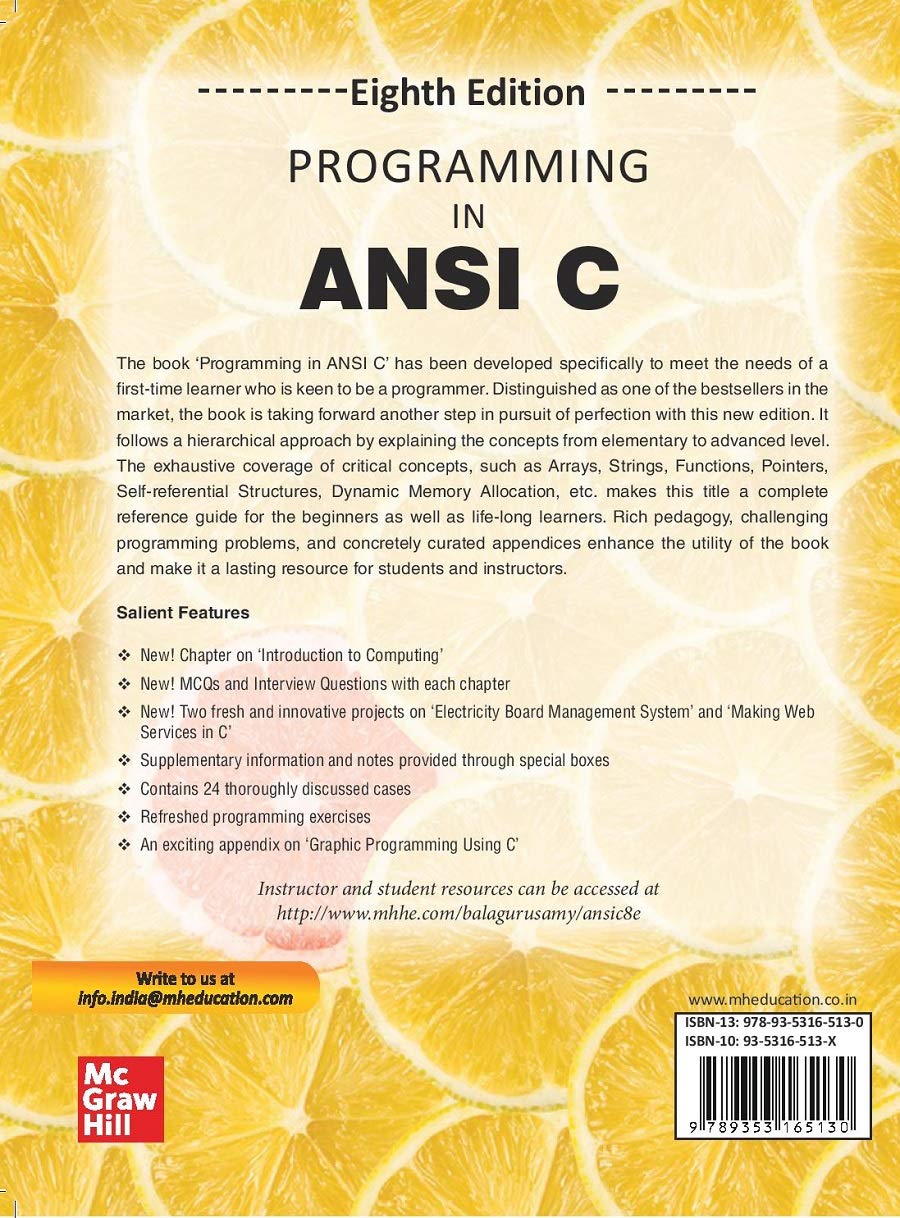 ---------Eighth Edition ---------
PROGRAMMING
IN
ANSI C
The book ‘Programming in ANSI C’ has been developed specifically to meet the needs of a
first-time learner who is keen to be a programmer. Distinguished as one of the bestsellers in the
market, the book is taking forward another step in pursuit of perfection with this new edition. It
follows a hierarchical approach by explaining the concepts from elementary to advanced level.
The exhaustive coverage of critical concepts, such as Arrays, Strings, Functions, Pointers,
Self-referential Structures, Dynamic Memory Allocation, etc. makes this title a complete
reference guide for the beginners as well as life-long learners. Rich pedagogy, challenging
programming problems, and concretely curated appendices enhance the utility of the book
and make it a lasting resource for students and instructors.
Salient Features
❖ New! Chapter on ‘Introduction to Computing’
❖ New! MCQs and Interview Questions with each chapter
❖ New! Two fresh and innovative projects on ‘Electricity Board Management System’ and ‘Making Web
Services in C’
❖ Supplementary information and notes provided through special boxes
❖ Contains 24 thoroughly discussed cases
❖ Refreshed programming exercises
❖ An exciting appendix on ‘Graphic Programming Using C’
Instructor and student resources can be accessed at
http://www.mhhe.com/balagurusamy/ansic8e
Write to us at
info.india@mheducation.com
Mc
Graw
Hill
www.mheducation.co.in
ISBN-13: 978-93-5316-513-0
ISBN-10: 93-5316-513-X
9 789353 165130